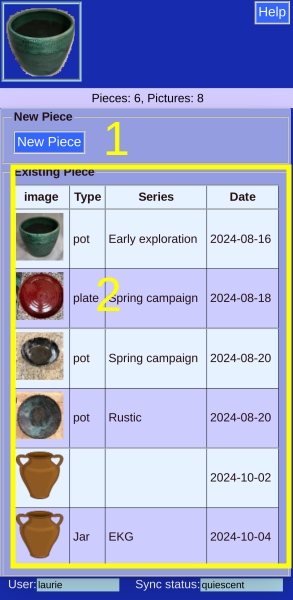 Help
Pieces: 6, Pictures: 8
New Piece
New Piece
1
Existing Piece
image Type Series Date
pot Early exploration 2024-08-16
plate Spring campaign 2024-08-18
2
pot Spring campaign 2024-08-20
pot Rustic 2024-08-20
2024-10-02
Jar EKG 2024-10-04
User: laurie Sync status: quiescent